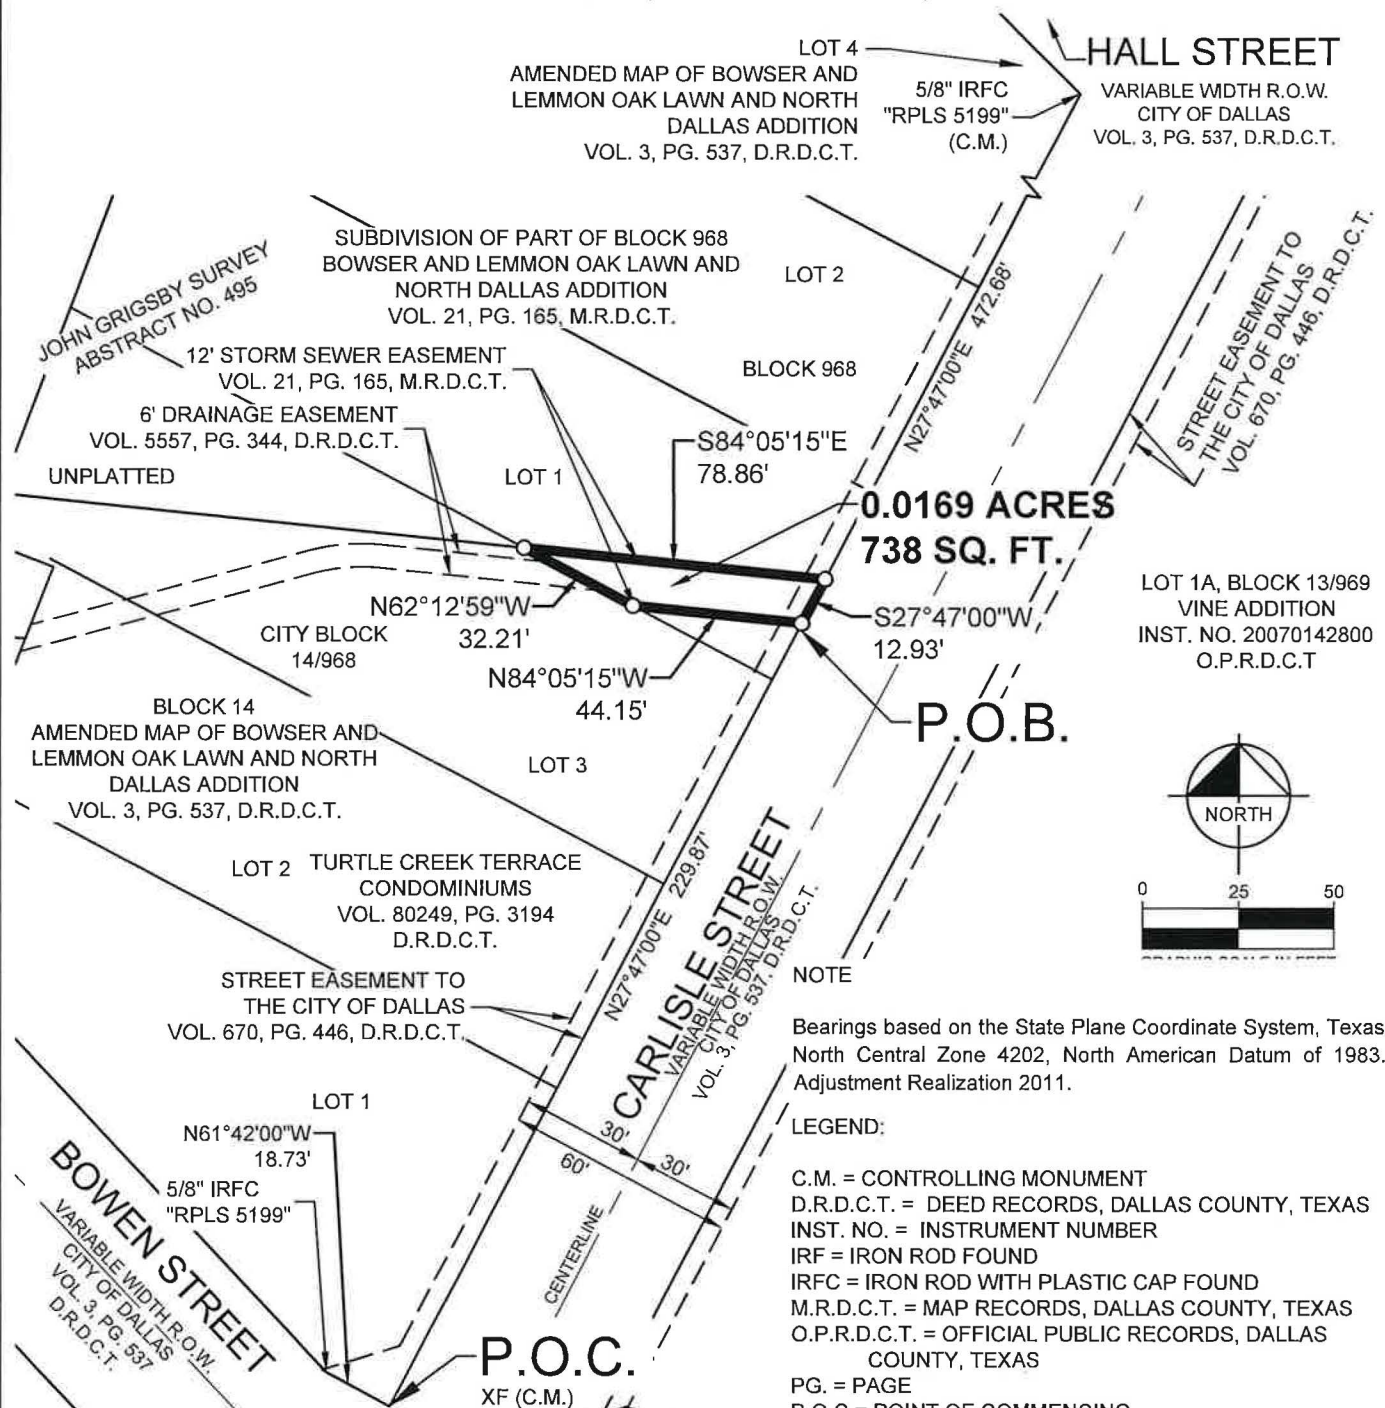 LOT 4
AMENDED MAP OF BOWSER AND
LEMMON OAK LAWN AND NORTH
DALLAS ADDITION
VOL. 3, PG. 537, D.R.D.C.T.
5/8" IRFC
"RPLS 5199"
(C.M.)
HALL STREET
VARIABLE WIDTH R.O.W.
CITY OF DALLAS
VOL. 3, PG. 537, D.R.D.C.T.
JOHN GRIGSBY SURVEY
ABSTRACT NO. 495
SUBDIVISION OF PART OF BLOCK 968
BOWSER AND LEMMON OAK LAWN AND
NORTH DALLAS ADDITION
VOL. 21, PG. 165, M.R.D.C.T.
LOT 2
BLOCK 968
N27°47'00"E 472.68'
STREET EASEMENT TO
THE CITY OF DALLAS
VOL. 670, PG. 446, D.R.D.C.T.
12' STORM SEWER EASEMENT
VOL. 21, PG. 165, M.R.D.C.T.
6' DRAINAGE EASEMENT
VOL. 5557, PG. 344, D.R.D.C.T.
UNPLATTED
LOT 1
S84°05'15"E
78.86'
0.0169 ACRES
738 SQ. FT.
LOT 1A, BLOCK 13/969
VINE ADDITION
INST. NO. 20070142800
O.P.R.D.C.T
N62°12'59"W
32.21'
S27°47'00"W
12.93'
CITY BLOCK
14/968
N84°05'15"W
44.15'
P.O.B.
BLOCK 14
AMENDED MAP OF BOWSER AND
LEMMON OAK LAWN AND NORTH
DALLAS ADDITION
VOL. 3, PG. 537, D.R.D.C.T.
LOT 3
NORTH
0 25 50
LOT 2
TURTLE CREEK TERRACE
CONDOMINIUMS
VOL. 80249, PG. 3194
D.R.D.C.T.
N27°47'00"E 229.87'
CARLISLE STREET
VARIABLE WIDTH R.O.W.
CITY OF DALLAS
VOL. 3, PG. 537, D.R.D.C.T.
STREET EASEMENT TO
THE CITY OF DALLAS
VOL. 670, PG. 446, D.R.D.C.T.
NOTE
Bearings based on the State Plane Coordinate System, Texas
North Central Zone 4202, North American Datum of 1983.
Adjustment Realization 2011.
LOT 1
N61°42'00"W
18.73'
5/8" IRFC
"RPLS 5199"
30'
60'
30'
CENTERLINE
BOWEN STREET
VARIABLE WIDTH R.O.W.
CITY OF DALLAS
VOL. 3, PG. 537
D.R.D.C.T.
P.O.C.
XF (C.M.)
LEGEND:
C.M. = CONTROLLING MONUMENT
D.R.D.C.T. = DEED RECORDS, DALLAS COUNTY, TEXAS
INST. NO. = INSTRUMENT NUMBER
IRF = IRON ROD FOUND
IRFC = IRON ROD WITH PLASTIC CAP FOUND
M.R.D.C.T. = MAP RECORDS, DALLAS COUNTY, TEXAS
O.P.R.D.C.T. = OFFICIAL PUBLIC RECORDS, DALLAS
COUNTY, TEXAS
PG. = PAGE